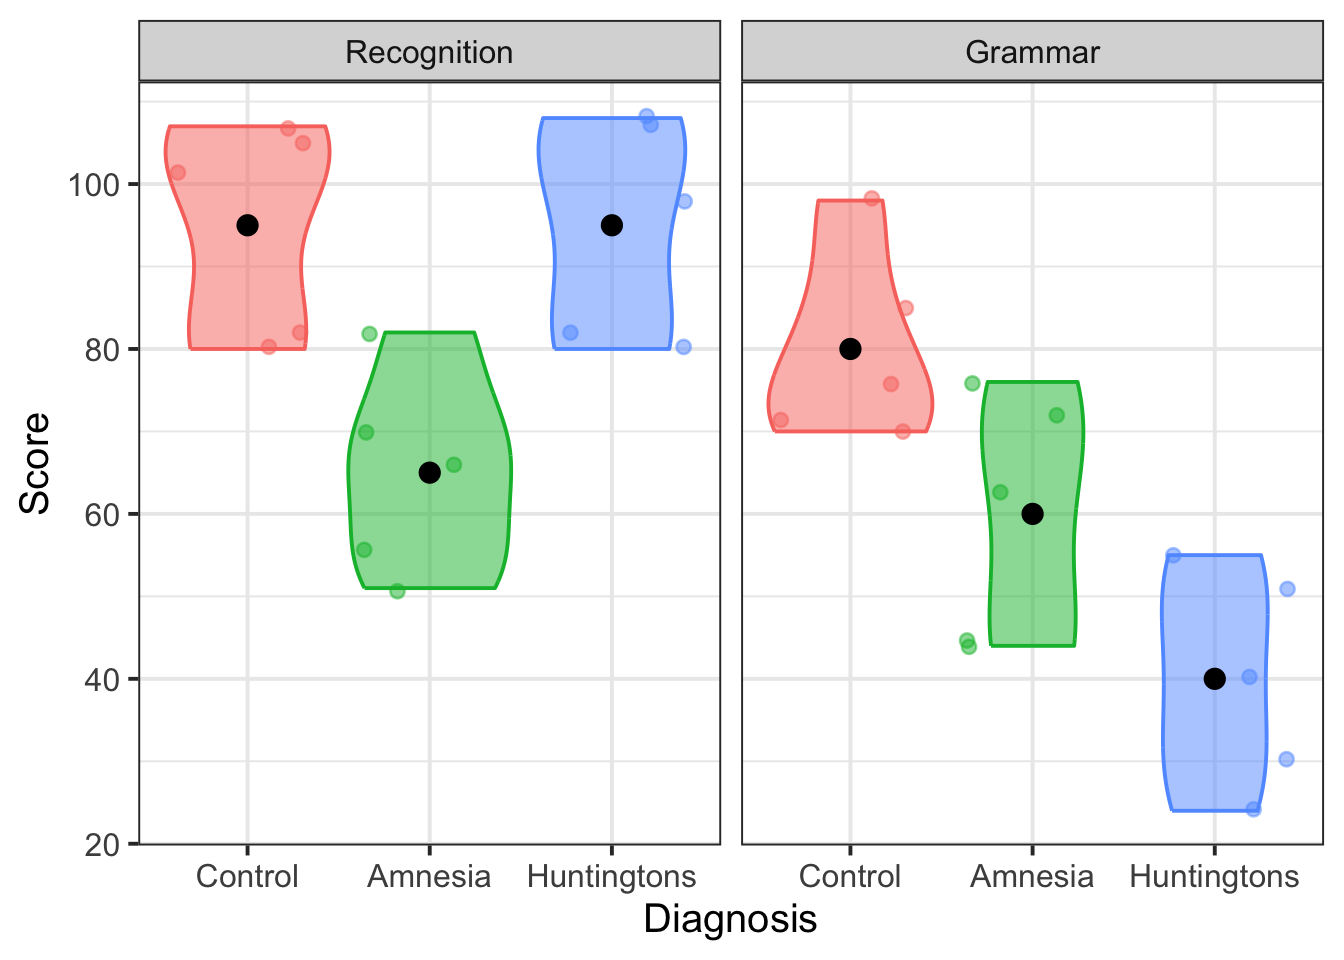 Recognition Grammar
Score
100
80
60
40
20
Control Amnesia Huntingtons Control Amnesia Huntingtons
Diagnosis